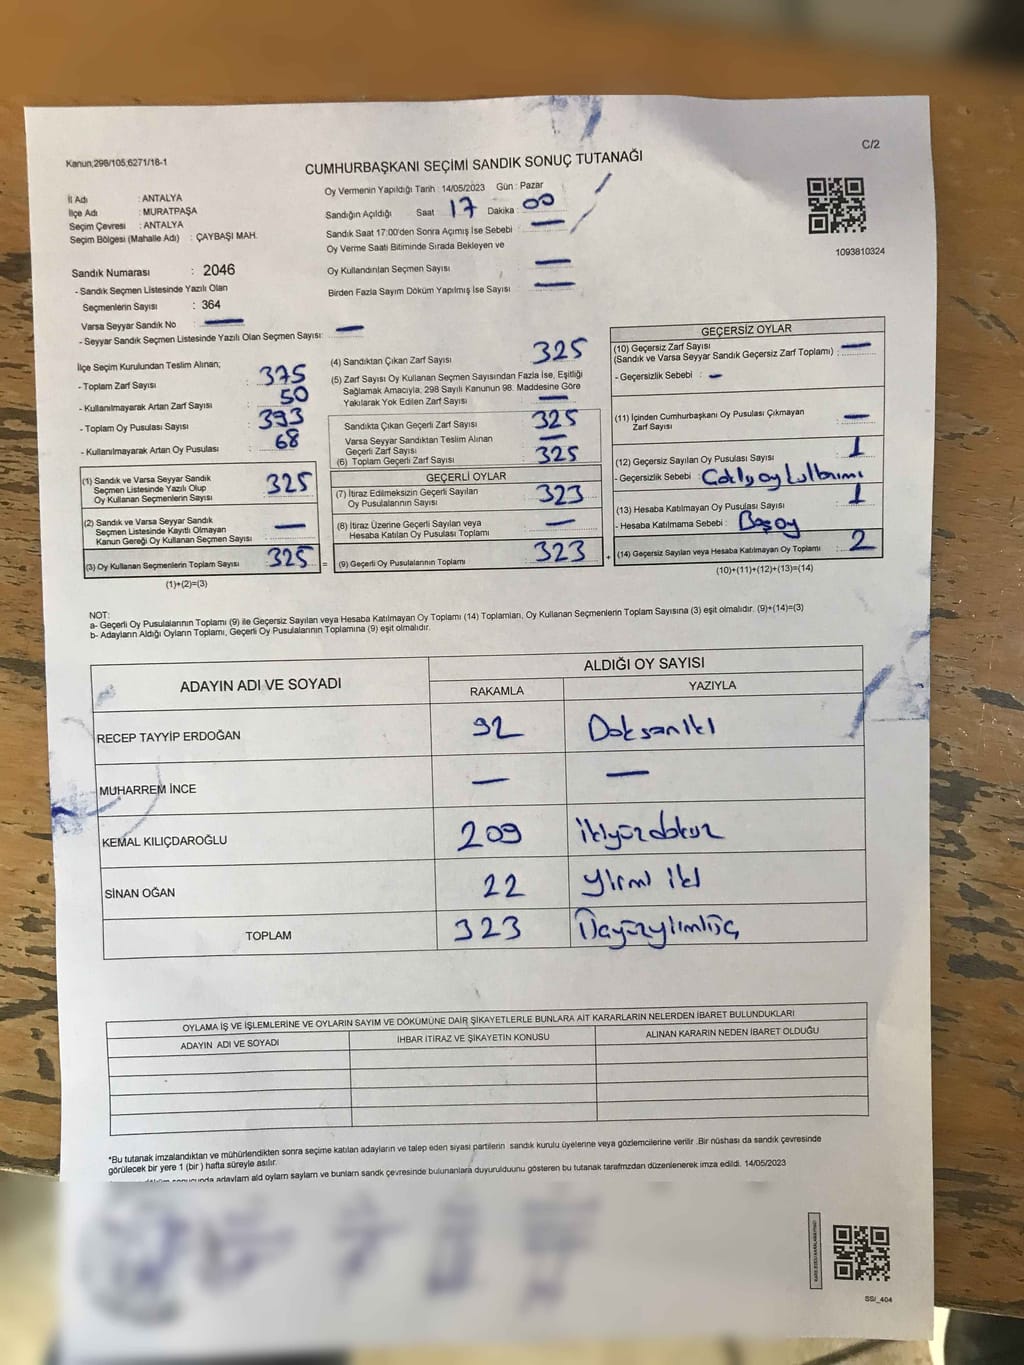 Kanun;298/105,6271/18-1
C/2
CUMHURBAŞKANI SEÇİMİ SANDIK SONUÇ TUTANAĞI
İl Adı : ANTALYA
İlçe Adı : MURATPAŞA
Seçim Çevresi : ANTALYA
Seçim Bölgesi (Mahalle Adı) : ÇAYBAŞI MAH.
Sandık Numarası : 2046
- Sandık Seçmen Listesinde Yazılı Olan
Seçmenlerin Sayısı : 364
Varsa Seyyar Sandık No —
- Seyyar Sandık Seçmen Listesinde Yazılı Olan Seçmen Sayısı: —
Oy Vermenin Yapıldığı Tarih : 14/05/2023 Gün : Pazar
Sandığın Açıldığı Saat 17 Dakika : 00
Sandık Saat 17:00'den Sonra Açımış İse Sebebi : —
Oy Verme Saati Bitiminde Sırada Bekleyen ve
Oy Kullandırılan Seçmen Sayısı : —
Birden Fazla Sayım Döküm Yapılmış İse Sayısı : —
1093810324
İlçe Seçim Kurulundan Teslim Alınan;
- Toplam Zarf Sayısı : 375
- Kullanılmayarak Artan Zarf Sayısı : 50
- Toplam Oy Pusulası Sayısı : 393
- Kullanılmayarak Artan Oy Pusulası : 68
(1) Sandık ve Varsa Seyyar Sandık
Seçmen Listesinde Yazılı Olup
Oy Kullanan Seçmenlerin Sayısı : 325
(2) Sandık ve Varsa Seyyar Sandık
Seçmen Listesinde Kayıtlı Olmayan
Kanun Gereği Oy Kullanan Seçmen Sayısı : —
(3) Oy Kullanan Seçmenlerin Toplam Sayısı : 325 =
(1)+(2)=(3)
(4) Sandıktan Çıkan Zarf Sayısı : 325
(5) Zarf Sayısı Oy Kullanan Seçmen Sayısından Fazla İse, Eşitliği
Sağlamak Amacıyla, 298 Sayılı Kanunun 98. Maddesine Göre
Yakılarak Yok Edilen Zarf Sayısı : —
Sandıkta Çıkan Geçerli Zarf Sayısı : 325
Varsa Seyyar Sandıktan Teslim Alınan
Geçerli Zarf Sayısı : —
(6) Toplam Geçerli Zarf Sayısı : 325
GEÇERLİ OYLAR
(7) İtiraz Edilmeksizin Geçerli Sayılan
Oy Pusulalarının Sayısı : 323
(8) İtiraz Üzerine Geçerli Sayılan veya
Hesaba Katılan Oy Pusulası Toplamı : —
(9) Geçerli Oy Pusulalarının Toplamı : 323 +
GEÇERSİZ OYLAR
(10) Geçersiz Zarf Sayısı
(Sandık ve Varsa Seyyar Sandık Geçersiz Zarf Toplamı) : —
- Geçersizlik Sebebi : —
(11) İçinden Cumhurbaşkanı Oy Pusulası Çıkmayan
Zarf Sayısı : —
(12) Geçersiz Sayılan Oy Pusulası Sayısı : 1
- Geçersizlik Sebebi : Çoklu oy kullanımı
(13) Hesaba Katılmayan Oy Pusulası Sayısı : 1
- Hesaba Katılmama Sebebi : Boş oy
(14) Geçersiz Sayılan veya Hesaba Katılmayan Oy Toplamı : 2
(10)+(11)+(12)+(13)=(14)
NOT:
a- Geçerli Oy Pusulalarının Toplamı (9) ile Geçersiz Sayılan veya Hesaba Katılmayan Oy Toplamı (14) Toplamları, Oy Kullanan Seçmenlerin Toplam Sayısına (3) eşit olmalıdır. (9)+(14)=(3)
b- Adayların Aldığı Oyların Toplamı, Geçerli Oy Pusulalarının Toplamına (9) eşit olmalıdır.
ADAYIN ADI VE SOYADI
ALDIĞI OY SAYISI
RAKAMLA YAZIYLA
RECEP TAYYİP ERDOĞAN 92 Doksan iki
MUHARREM İNCE — —
KEMAL KILIÇDAROĞLU 209 ikiyüzdokuz
SİNAN OĞAN 22 Yirmi iki
TOPLAM 323 Üçyüzyirmiüç
OYLAMA İŞ VE İŞLEMLERİNE VE OYLARIN SAYIM VE DÖKÜMÜNE DAİR ŞİKAYETLERLE BUNLARA AİT KARARLARIN NELERDEN İBARET BULUNDUKLARI
ADAYIN ADI VE SOYADI İHBAR İTİRAZ VE ŞİKAYETİN KONUSU ALINAN KARARIN NEDEN İBARET OLDUĞU
*Bu tutanak imzalandıktan ve mühürlendikten sonra seçime katılan adayların ve talep eden siyasi partilerin sandık kurulu üyelerine veya gözlemcilerine verilir .Bir nüshası da sandık çevresinde
görülecek bir yere 1 (bir ) hafta süreyle asılır.
adayların ald oyların sayların ve bunların sandk çevresinde bulunanlara duyurulduunu gösteren bu tutanak tarafmzdan düzenlenerek imza edildi. 14/05/2023
SSI_404